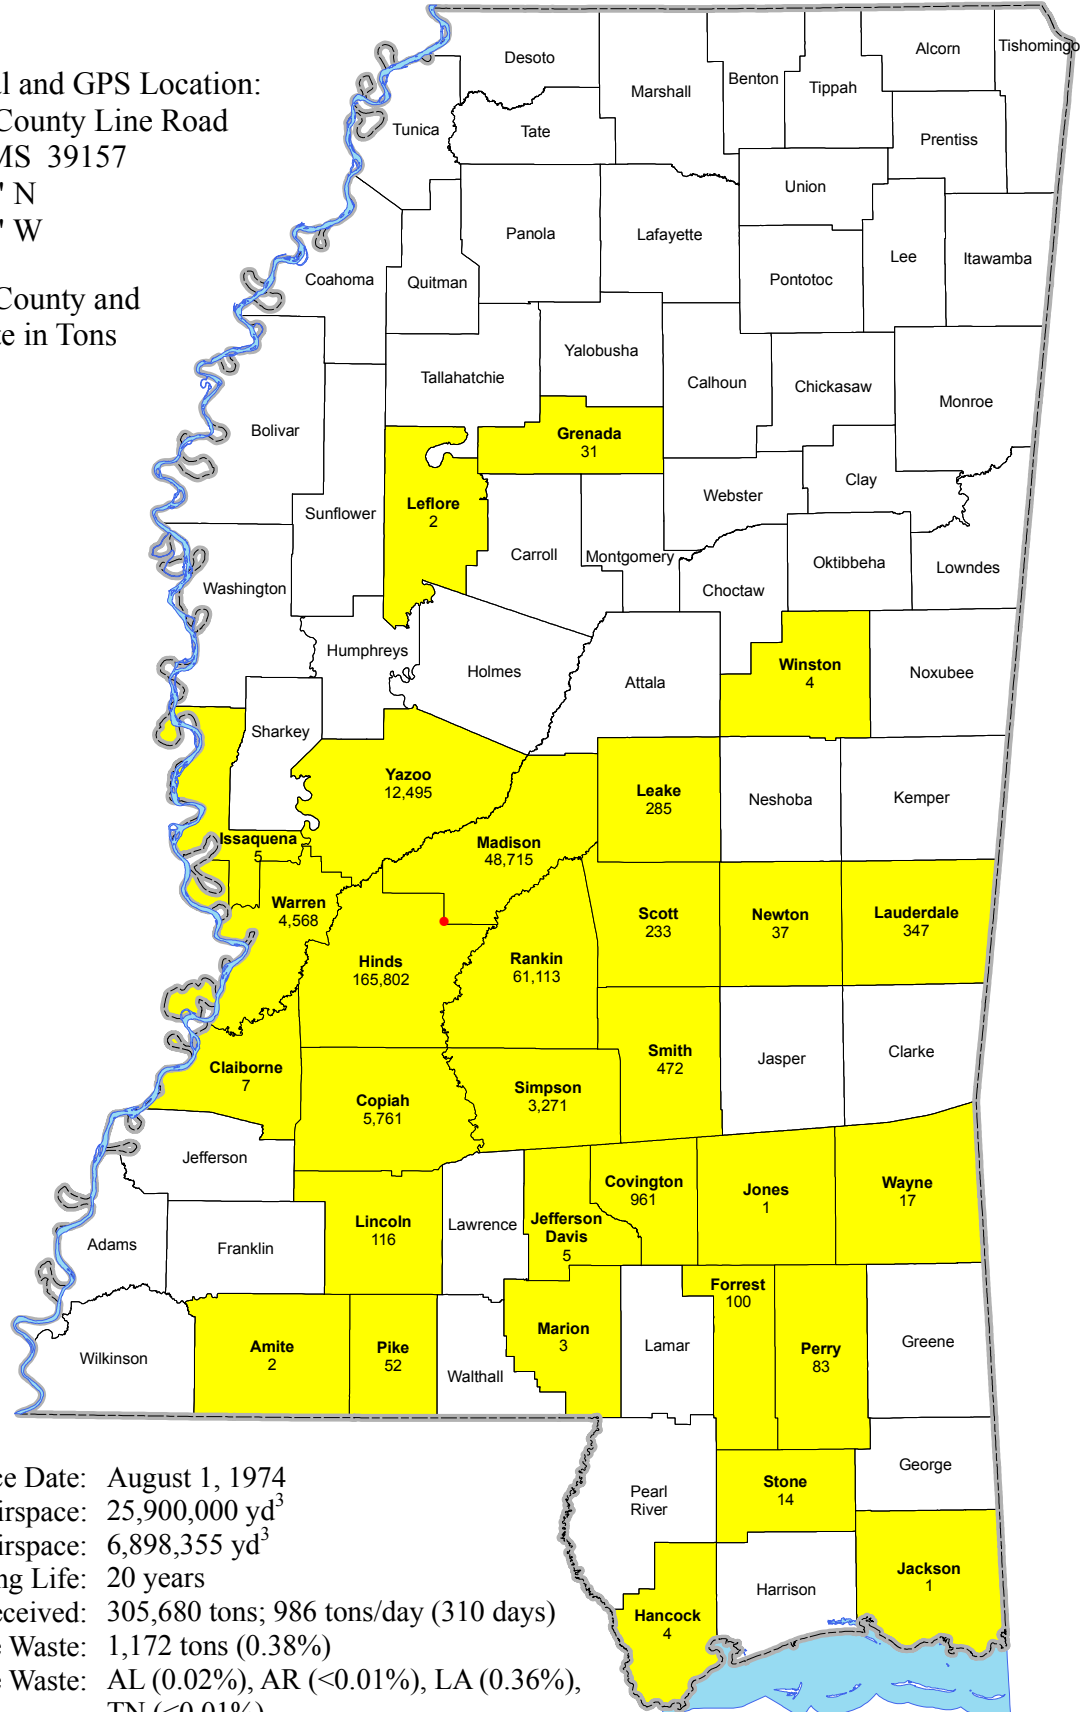 l and GPS Location:
County Line Road
MS 39157
" N
" W
County and
te in Tons
Desoto
Marshall
Benton
Tippah
Alcorn
Tishomingo
Tunica
Tate
Prentiss
Union
Panola
Lafayette
Coahoma
Quitman
Pontotoc
Lee
Itawamba
Yalobusha
Tallahatchie
Calhoun
Chickasaw
Monroe
Bolivar
Grenada
31
Leflore
2
Sunflower
Webster
Clay
Carroll
Montgomery
Oktibbeha
Lowndes
Washington
Choctaw
Humphreys
Holmes
Attala
Winston
4
Noxubee
Sharkey
Yazoo
12,495
Leake
285
Neshoba
Kemper
Issaquena
5
Madison
48,715
Warren
4,568
Scott
233
Newton
37
Lauderdale
347
Hinds
165,802
Rankin
61,113
Claiborne
7
Copiah
5,761
Simpson
3,271
Smith
472
Jasper
Clarke
Jefferson
Covington
961
Jones
1
Wayne
17
Adams
Franklin
Lincoln
116
Lawrence
Jefferson
Davis
5
Forrest
100
Wilkinson
Amite
2
Pike
52
Walthall
Marion
3
Lamar
Perry
83
Greene
Pearl
River
Stone
14
George
Harrison
Jackson
1
Hancock
4
ce Date: August 1, 1974
irspace: 25,900,000 yd³
irspace: 6,898,355 yd³
ng Life: 20 years
eceived: 305,680 tons; 986 tons/day (310 days)
e Waste: 1,172 tons (0.38%)
e Waste: AL (0.02%), AR (<0.01%), LA (0.36%),
TN (<0.01%)